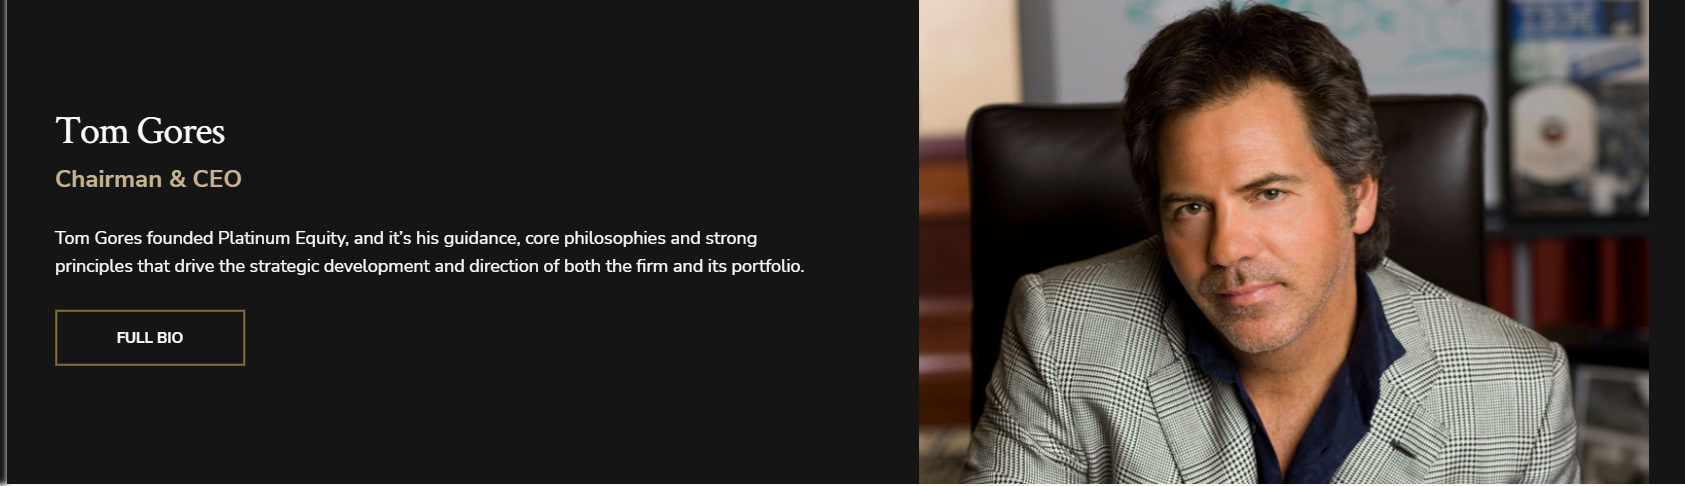 Tom Gores
Chairman & CEO
Tom Gores founded Platinum Equity, and it’s his guidance, core philosophies and strong
principles that drive the strategic development and direction of both the firm and its portfolio.
FULL BIO